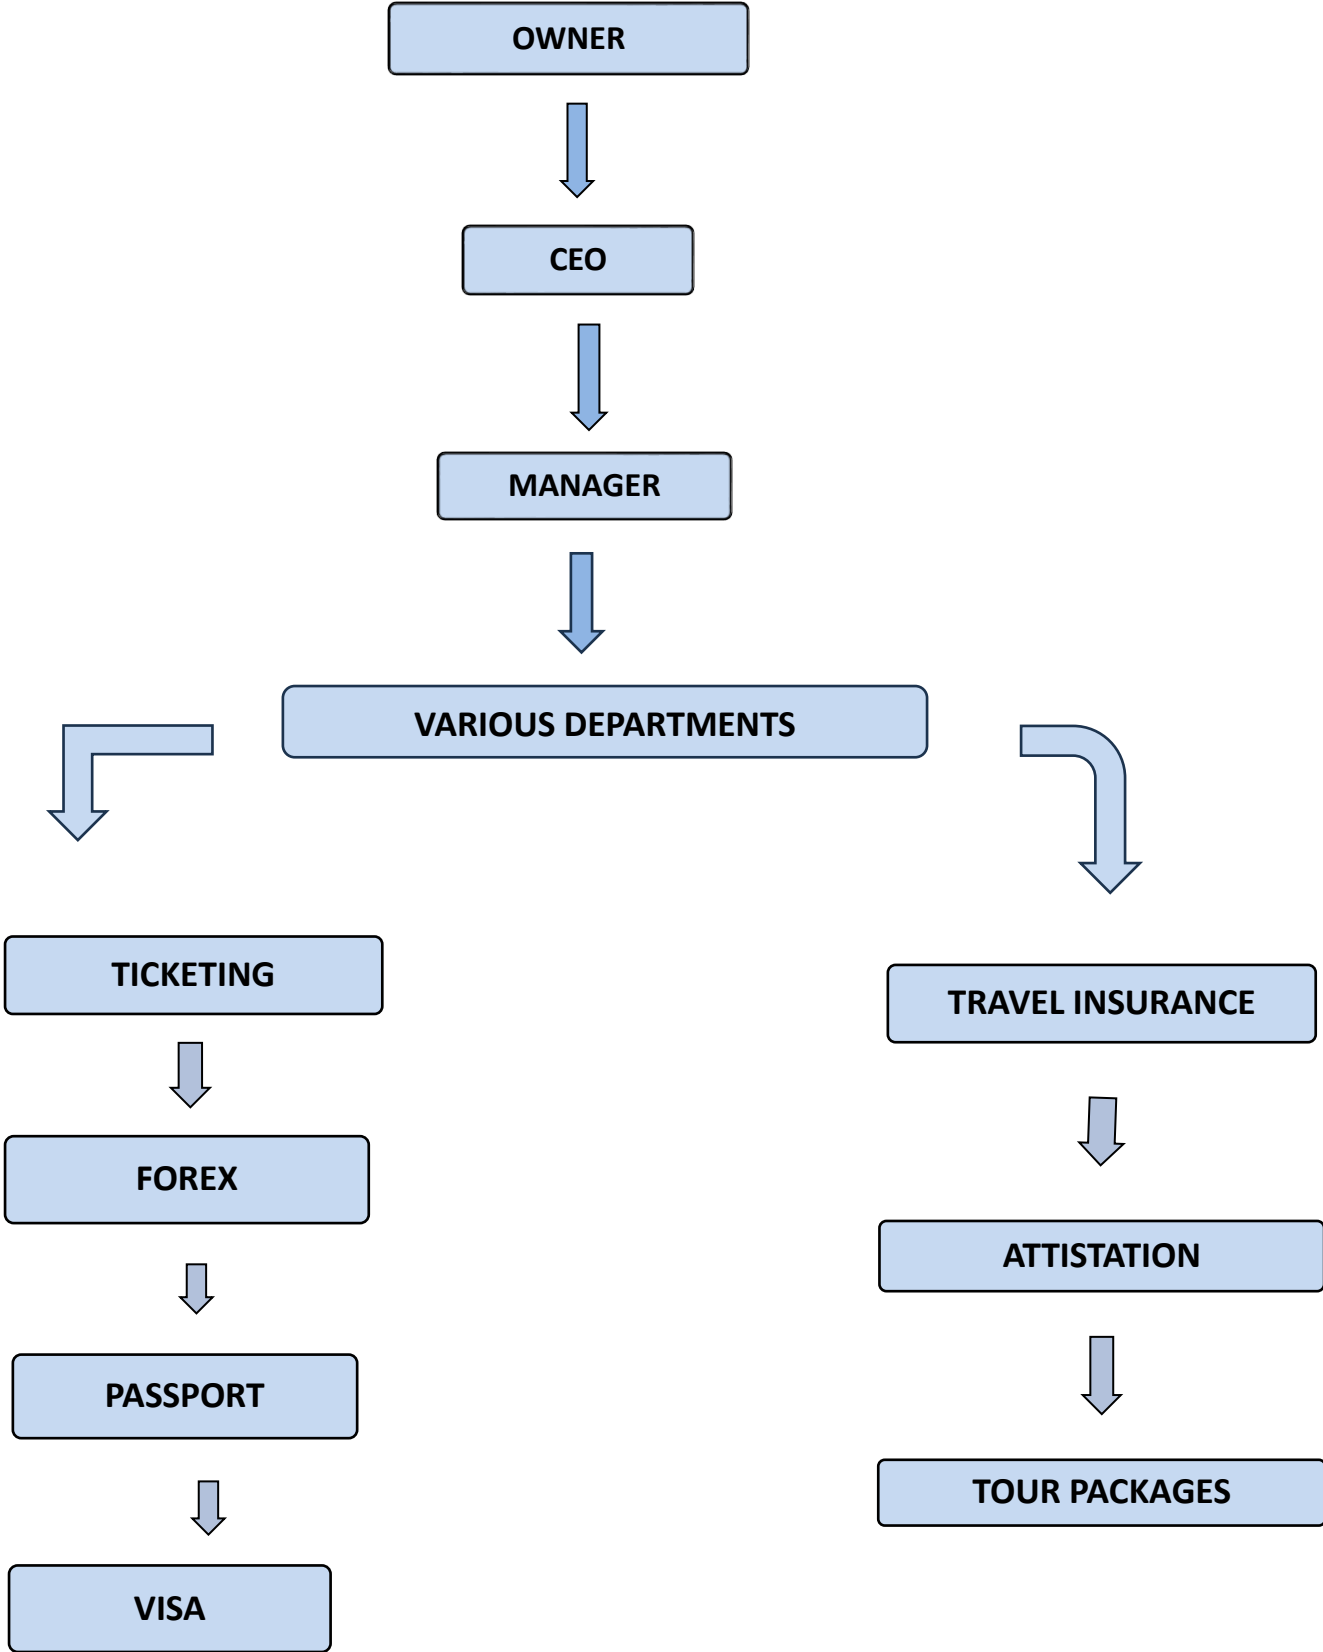 OWNER
CEO
MANAGER
VARIOUS DEPARTMENTS
TICKETING
FOREX
PASSPORT
VISA
TRAVEL INSURANCE
ATTISTATION
TOUR PACKAGES